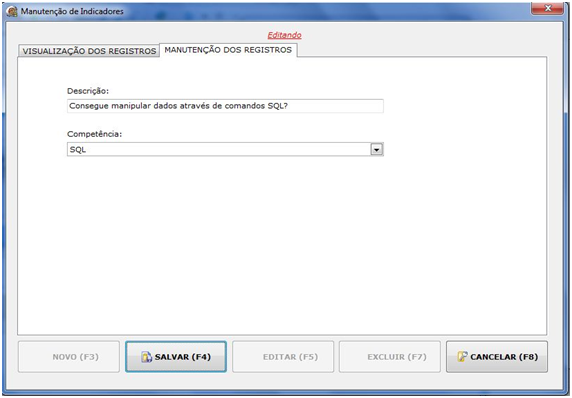 Manutenção de Indicadores
Editando
VISUALIZAÇÃO DOS REGISTROS MANUTENÇÃO DOS REGISTROS
Descrição:
Consegue manipular dados através de comandos SQL?
Competência:
SQL
NOVO (F3) SALVAR (F4) EDITAR (F5) EXCLUIR (F7) CANCELAR (F8)